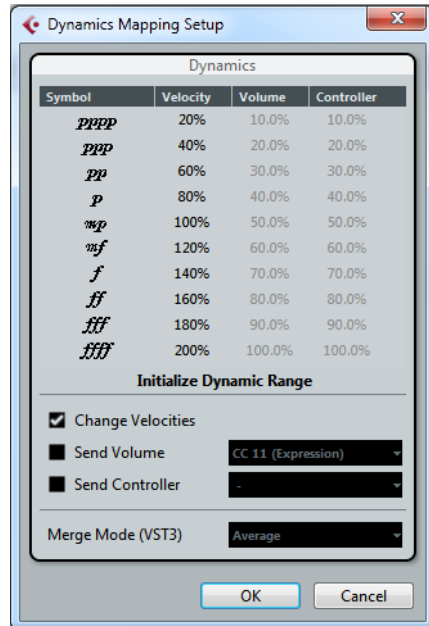 Dynamics Mapping Setup
Dynamics
Symbol Velocity Volume Controller
pppp 20% 10.0% 10.0%
ppp 40% 20.0% 20.0%
pp 60% 30.0% 30.0%
p 80% 40.0% 40.0%
mp 100% 50.0% 50.0%
mf 120% 60.0% 60.0%
f 140% 70.0% 70.0%
ff 160% 80.0% 80.0%
fff 180% 90.0% 90.0%
ffff 200% 100.0% 100.0%
Initialize Dynamic Range
Change Velocities
Send Volume CC 11 (Expression)
Send Controller -
Merge Mode (VST3) Average
OK Cancel